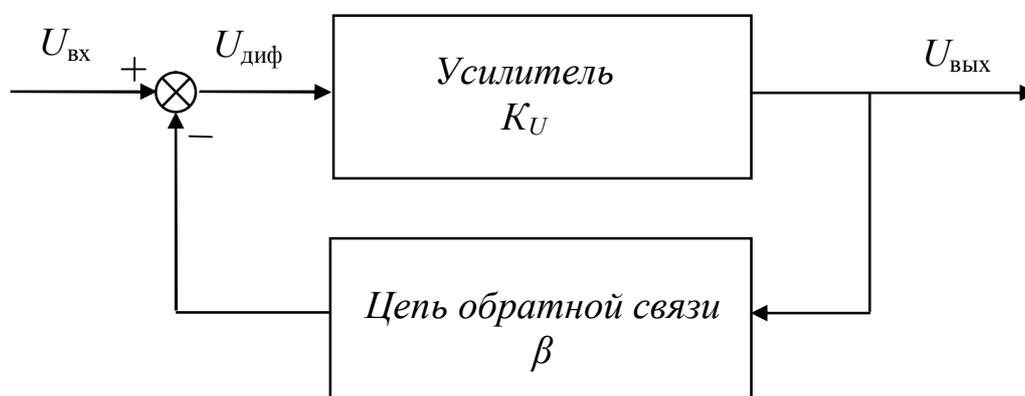 Uвх
+
Uдиф
Усилитель
KU
Uвых
−
Цепь обратной связи
β